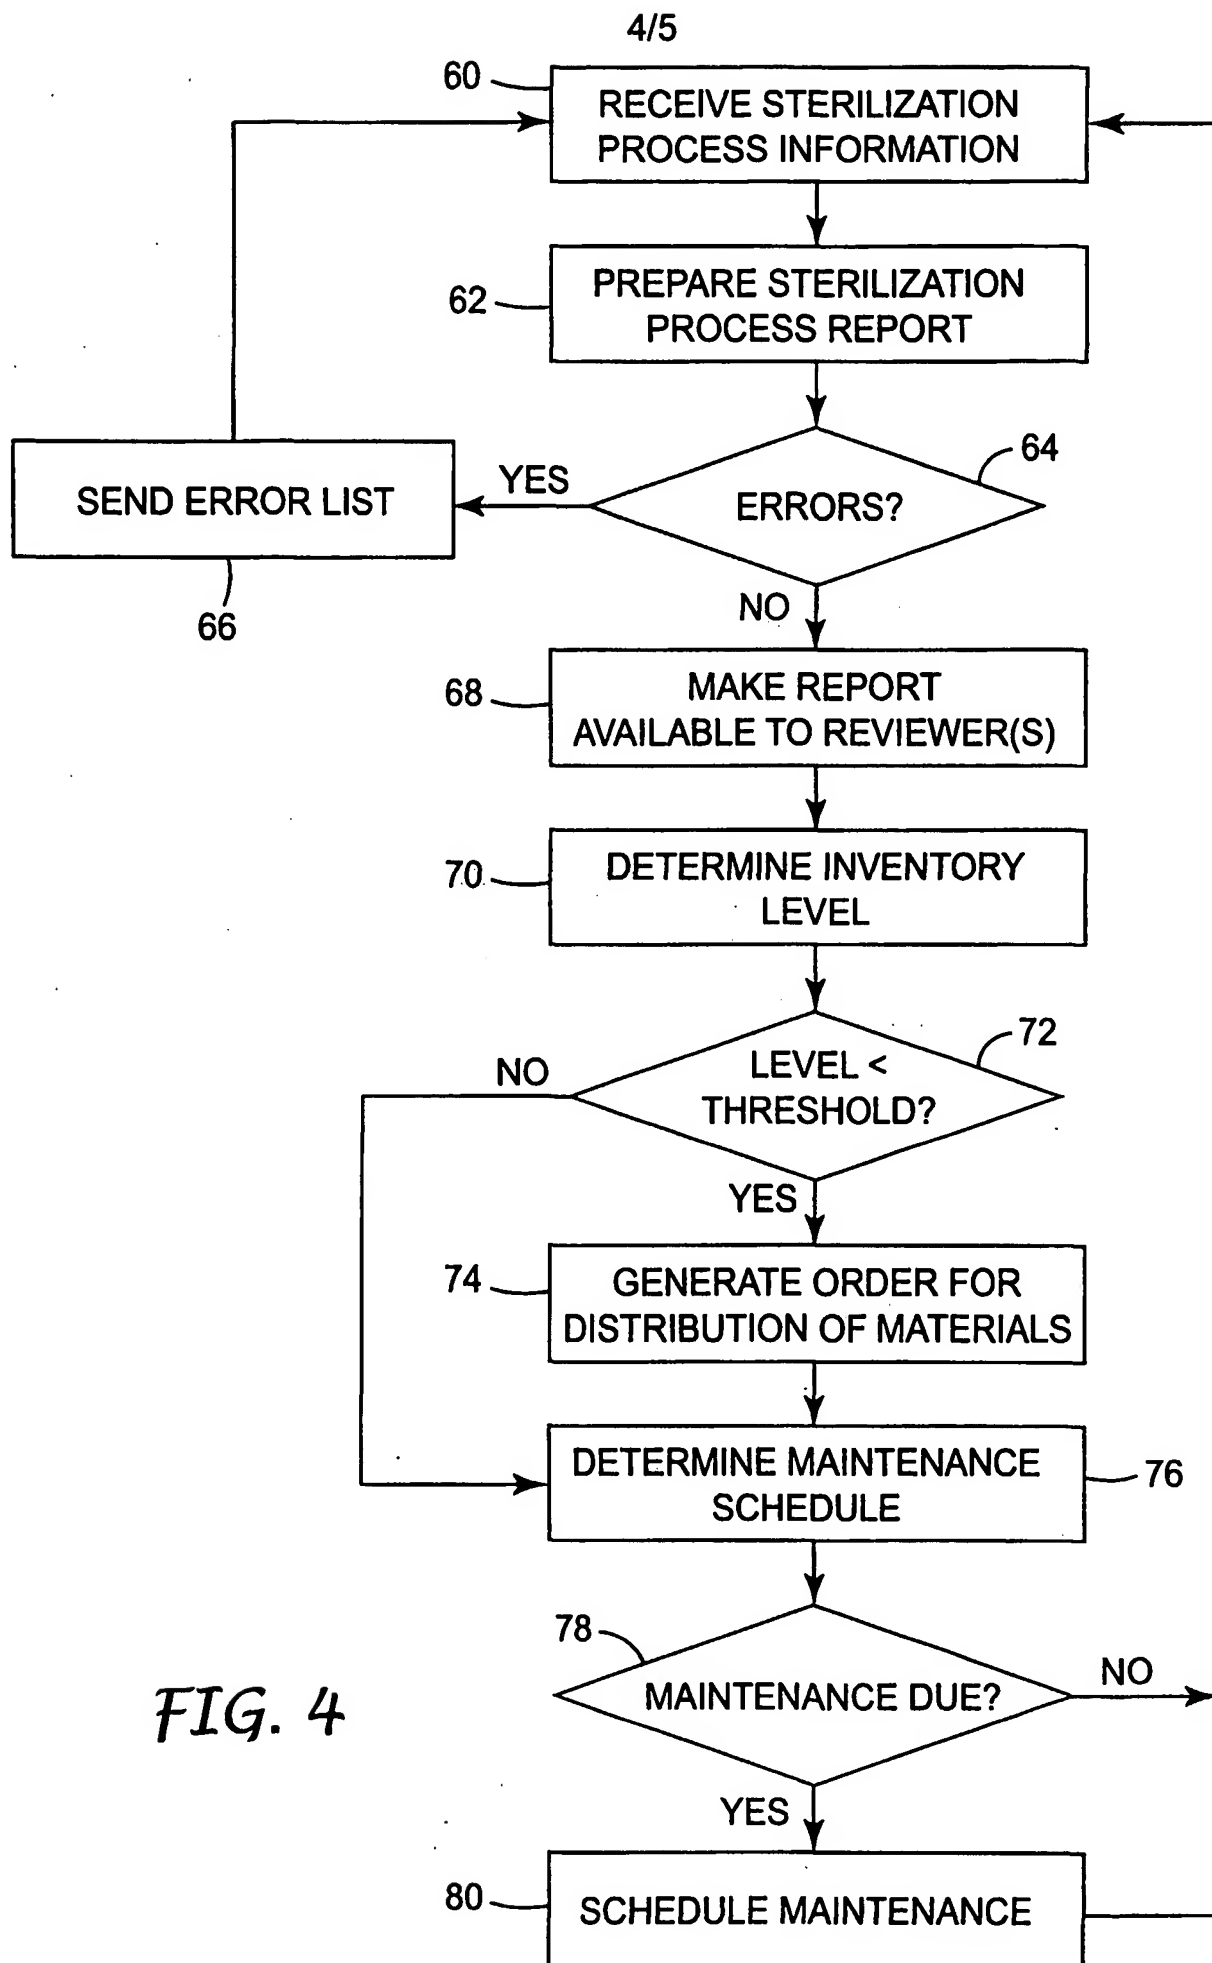 4/5
60
RECEIVE STERILIZATION
PROCESS INFORMATION
62
PREPARE STERILIZATION
PROCESS REPORT
64
ERRORS?
YES
SEND ERROR LIST
66
NO
68
MAKE REPORT
AVAILABLE TO REVIEWER(S)
70
DETERMINE INVENTORY
LEVEL
72
LEVEL <
THRESHOLD?
NO
YES
74
GENERATE ORDER FOR
DISTRIBUTION OF MATERIALS
DETERMINE MAINTENANCE
SCHEDULE
76
78
MAINTENANCE DUE?
NO
FIG. 4
YES
80
SCHEDULE MAINTENANCE